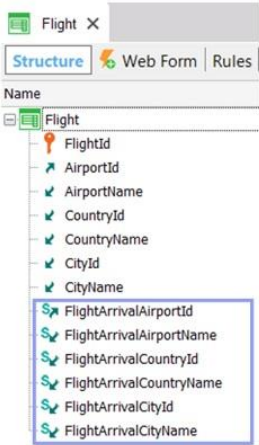 Flight
Structure Web Form Rules
Name
Flight
FlightId
AirportId
AirportName
CountryId
CountryName
CityId
CityName
FlightArrivalAirportId
FlightArrivalAirportName
FlightArrivalCountryId
FlightArrivalCountryName
FlightArrivalCityId
FlightArrivalCityName